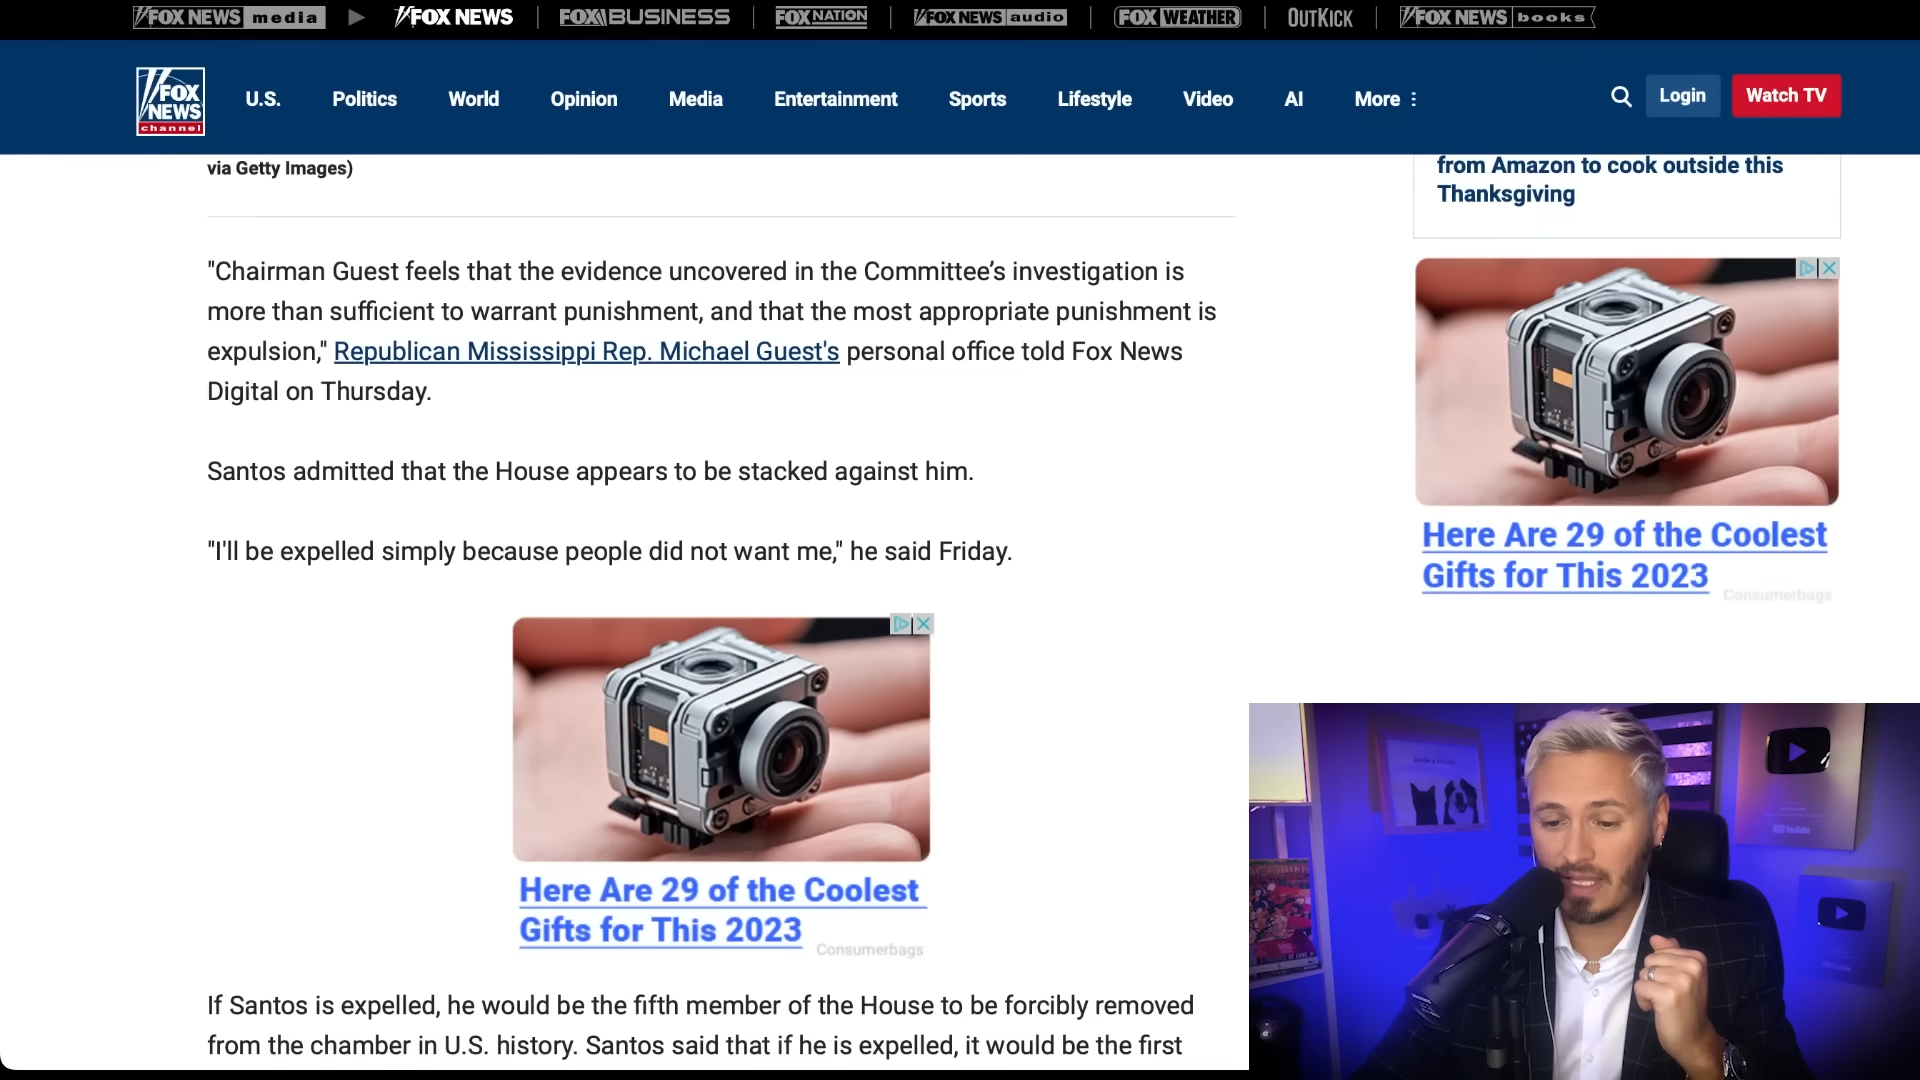 FOX NEWS media
FOX NEWS
FOX BUSINESS
FOX NATION
FOX NEWS audio
FOX WEATHER
OUTKICK
FOX NEWS books
FOX NEWS channel
U.S.
Politics
World
Opinion
Media
Entertainment
Sports
Lifestyle
Video
AI
More
Login
Watch TV
via Getty Images)
"Chairman Guest feels that the evidence uncovered in the Committee’s investigation is
more than sufficient to warrant punishment, and that the most appropriate punishment is
expulsion," Republican Mississippi Rep. Michael Guest's personal office told Fox News
Digital on Thursday.
Santos admitted that the House appears to be stacked against him.
"I'll be expelled simply because people did not want me," he said Friday.
Here Are 29 of the Coolest
Gifts for This 2023
Consumerbags
If Santos is expelled, he would be the fifth member of the House to be forcibly removed
from the chamber in U.S. history. Santos said that if he is expelled, it would be the first
from Amazon to cook outside this
Thanksgiving
Here Are 29 of the Coolest
Gifts for This 2023
Consumerbags
YouTube